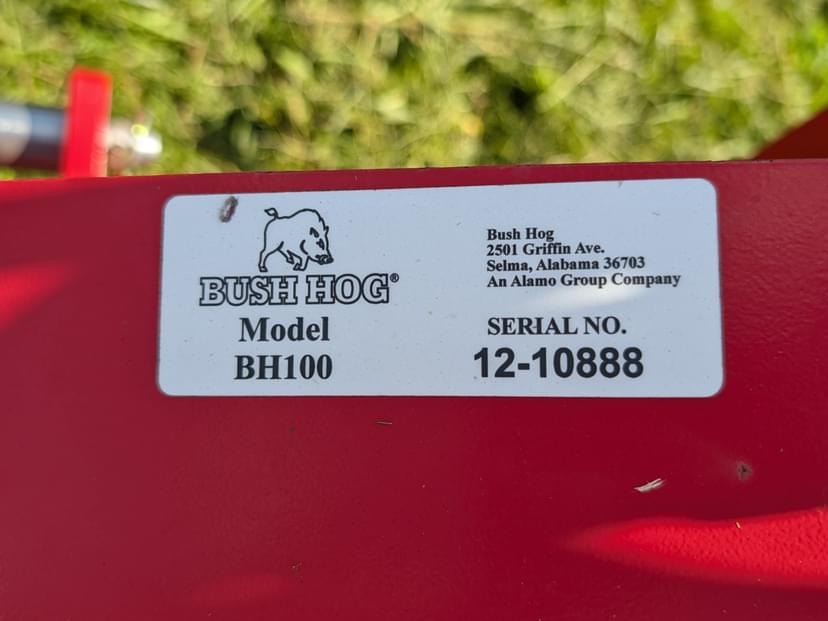 BUSH HOG®
Model
BH100
Bush Hog
2501 Griffin Ave.
Selma, Alabama 36703
An Alamo Group Company
SERIAL NO.
12-10888